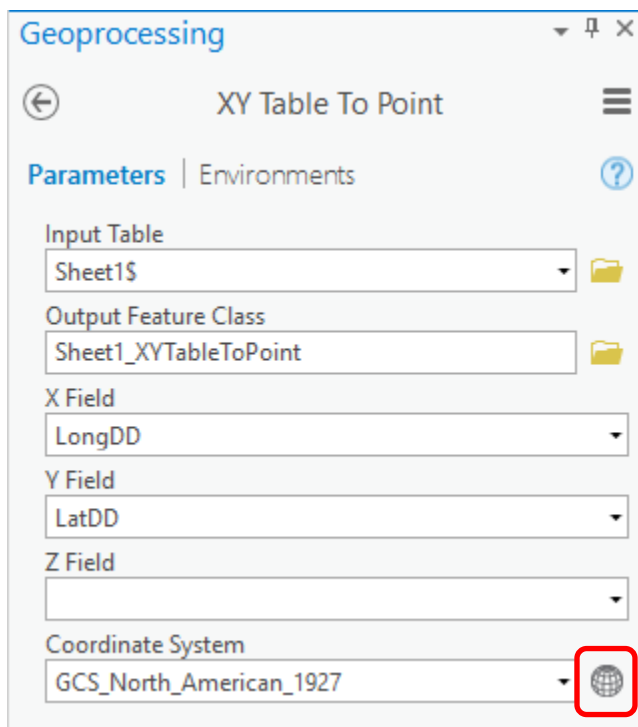 Geoprocessing
XY Table To Point
Parameters | Environments
Input Table
Sheet1$
Output Feature Class
Sheet1_XYTableToPoint
X Field
LongDD
Y Field
LatDD
Z Field
Coordinate System
GCS_North_American_1927